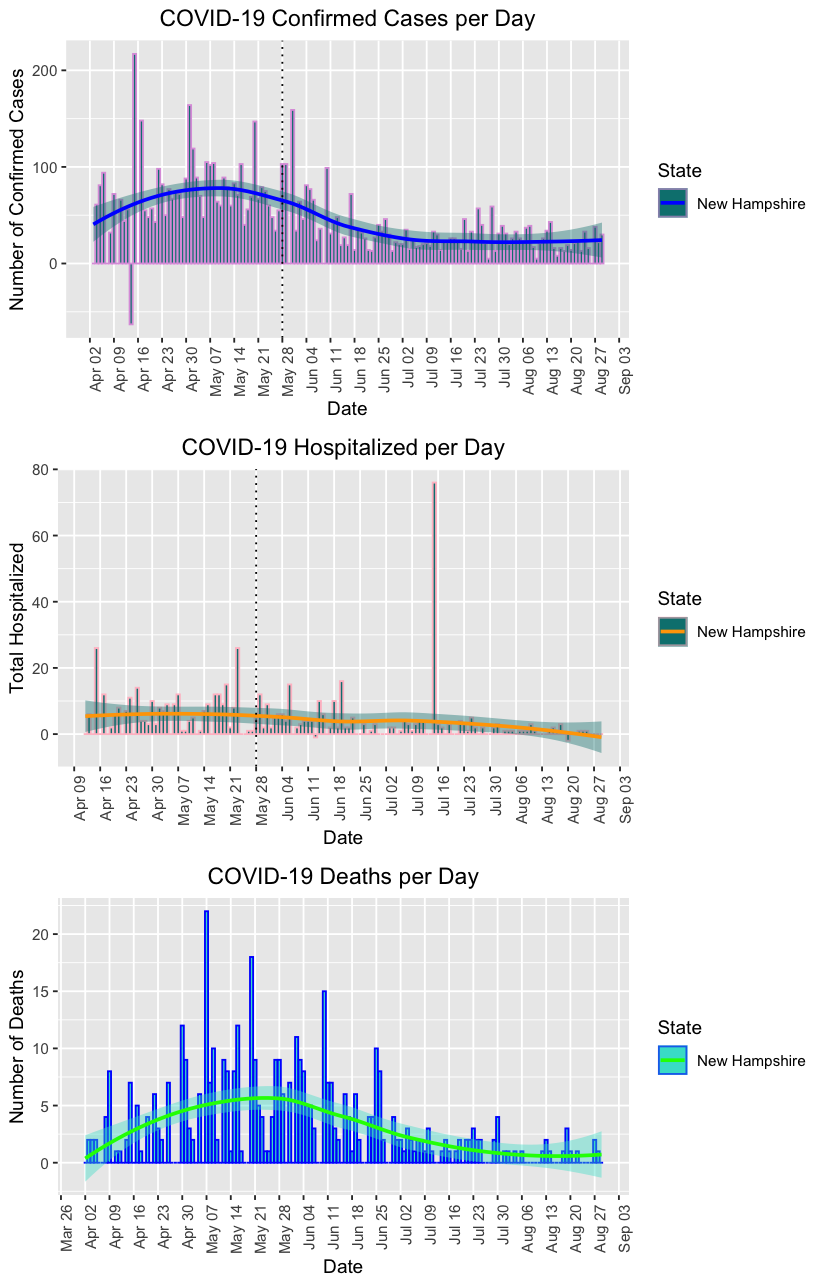 COVID-19 Confirmed Cases per Day
Number of Confirmed Cases
200
100
0
Apr 02
Apr 09
Apr 16
Apr 23
Apr 30
May 07
May 14
May 21
May 28
Jun 04
Jun 11
Jun 18
Jun 25
Jul 02
Jul 09
Jul 16
Jul 23
Jul 30
Aug 06
Aug 13
Aug 20
Aug 27
Sep 03
Date
State
New Hampshire
COVID-19 Hospitalized per Day
Total Hospitalized
80
60
40
20
0
Apr 09
Apr 16
Apr 23
Apr 30
May 07
May 14
May 21
May 28
Jun 04
Jun 11
Jun 18
Jun 25
Jul 02
Jul 09
Jul 16
Jul 23
Jul 30
Aug 06
Aug 13
Aug 20
Aug 27
Sep 03
Date
State
New Hampshire
COVID-19 Deaths per Day
Number of Deaths
20
15
10
5
0
Mar 26
Apr 02
Apr 09
Apr 16
Apr 23
Apr 30
May 07
May 14
May 21
May 28
Jun 04
Jun 11
Jun 18
Jun 25
Jul 02
Jul 09
Jul 16
Jul 23
Jul 30
Aug 06
Aug 13
Aug 20
Aug 27
Sep 03
Date
State
New Hampshire